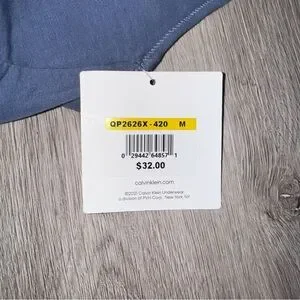 QP2626X-420 M
0 29442 64857 1
$32.00
calvinklein.com
©2021 Calvin Klein Underwear,
a division of PVH Corp., New York, NY